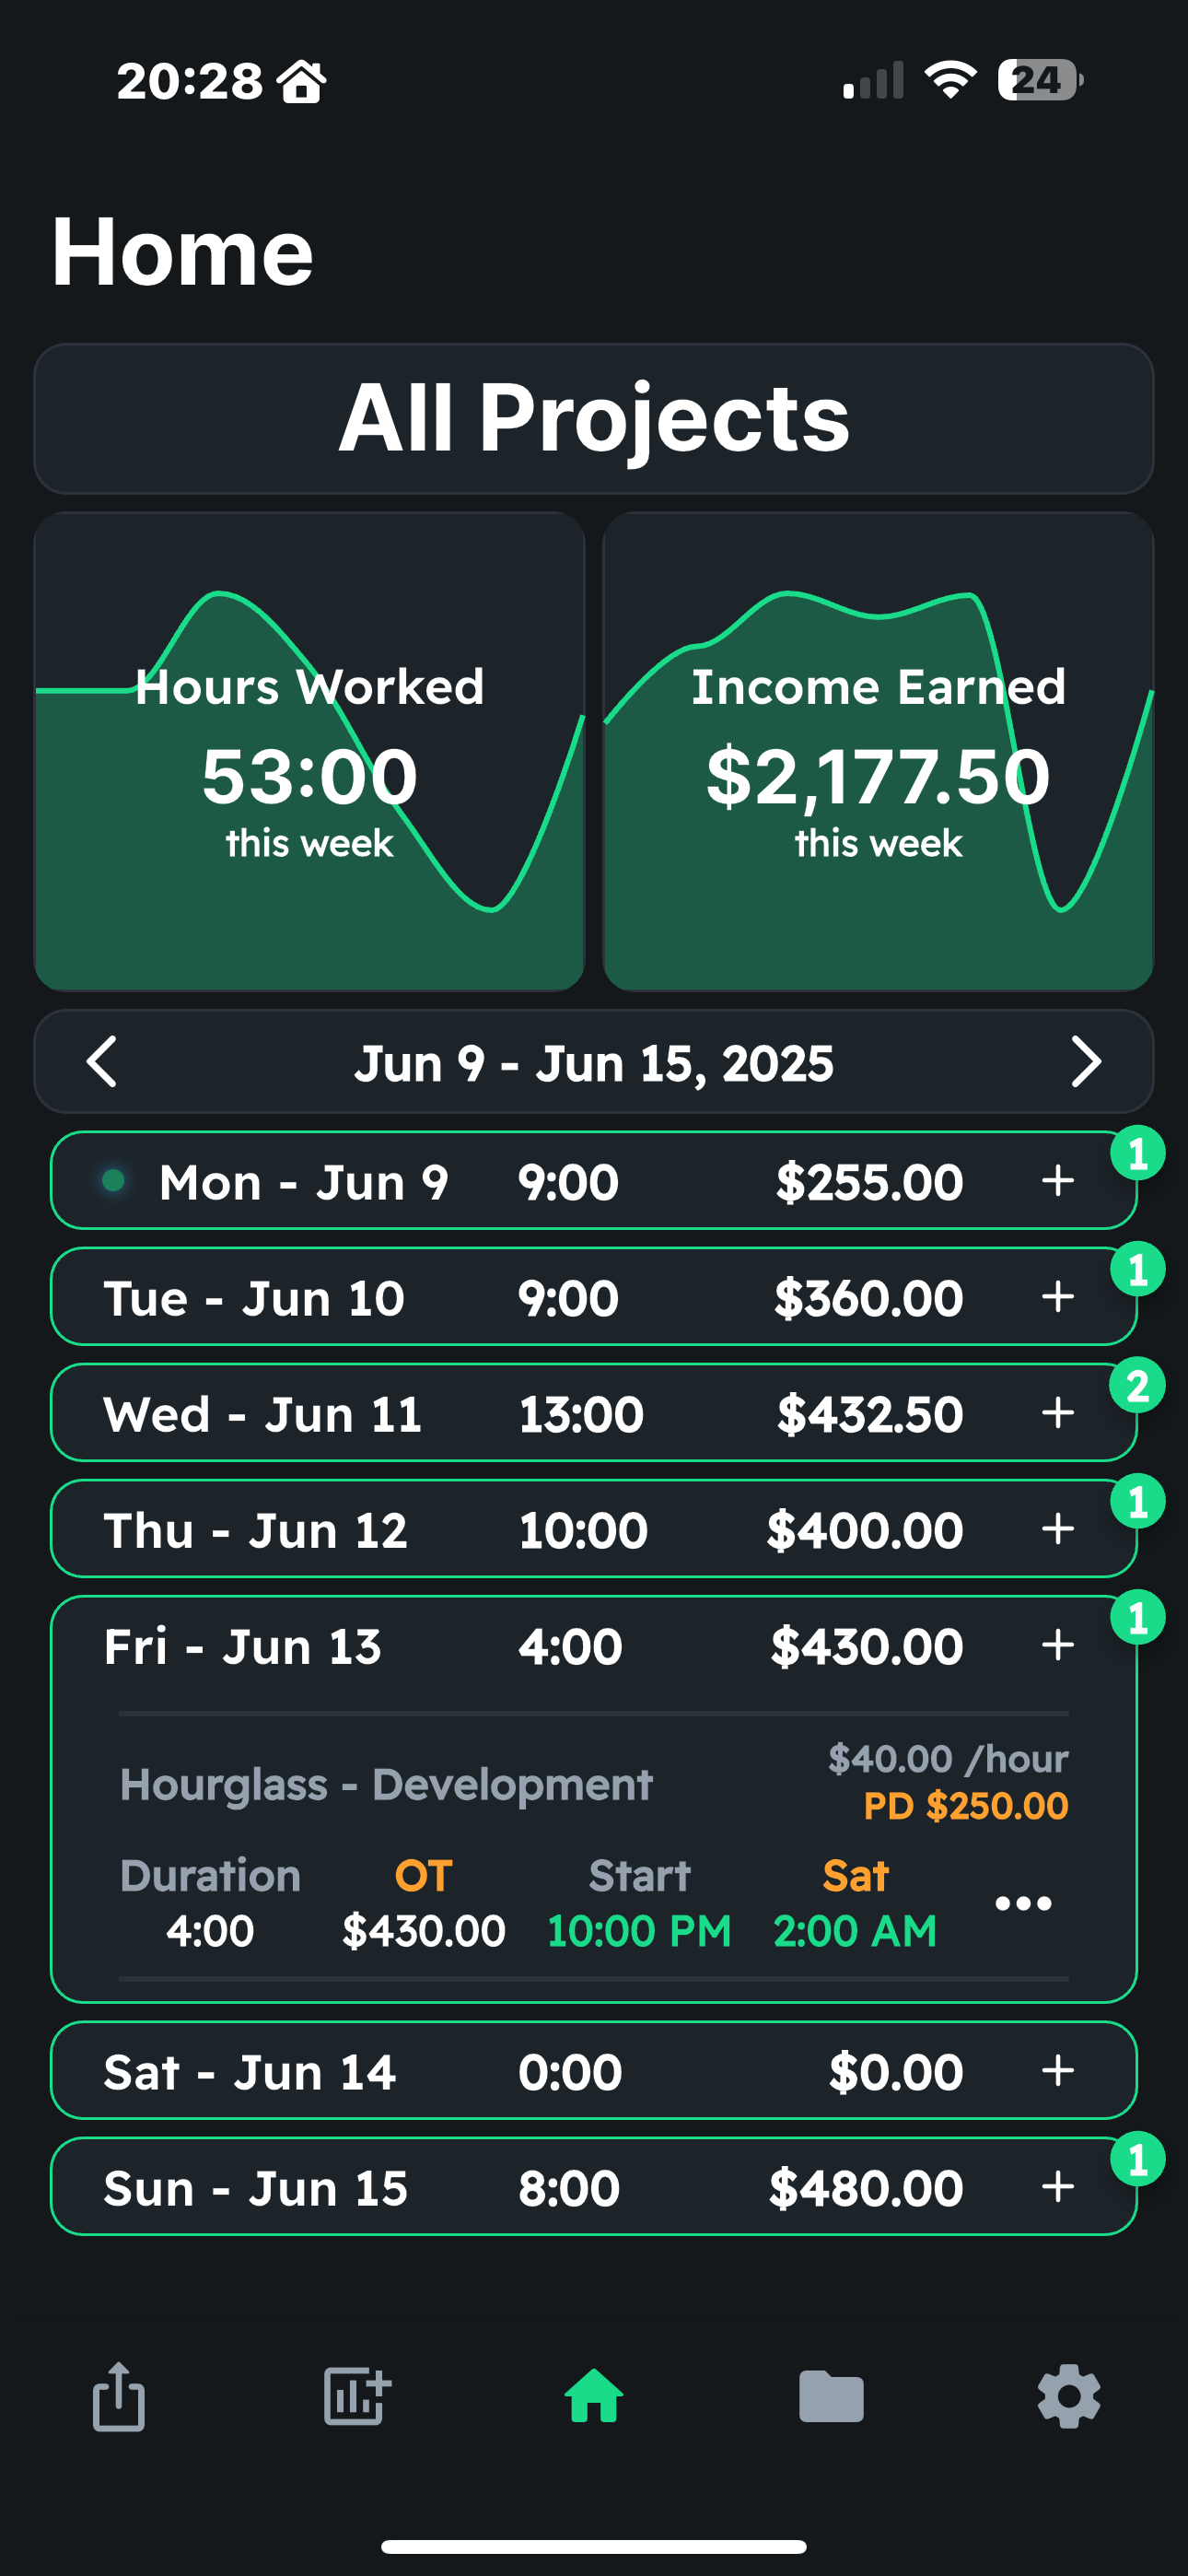 20:28 24
Home
All Projects
Hours Worked
53:00
this week
Income Earned
$2,177.50
this week
Jun 9 - Jun 15, 2025
1
Mon - Jun 9 9:00 $255.00 +
1
Tue - Jun 10 9:00 $360.00 +
2
Wed - Jun 11 13:00 $432.50 +
1
Thu - Jun 12 10:00 $400.00 +
1
Fri - Jun 13 4:00 $430.00 +
Hourglass - Development
$40.00 /hour
PD $250.00
Duration OT Start Sat
4:00 $430.00 10:00 PM 2:00 AM
Sat - Jun 14 0:00 $0.00 +
1
Sun - Jun 15 8:00 $480.00 +